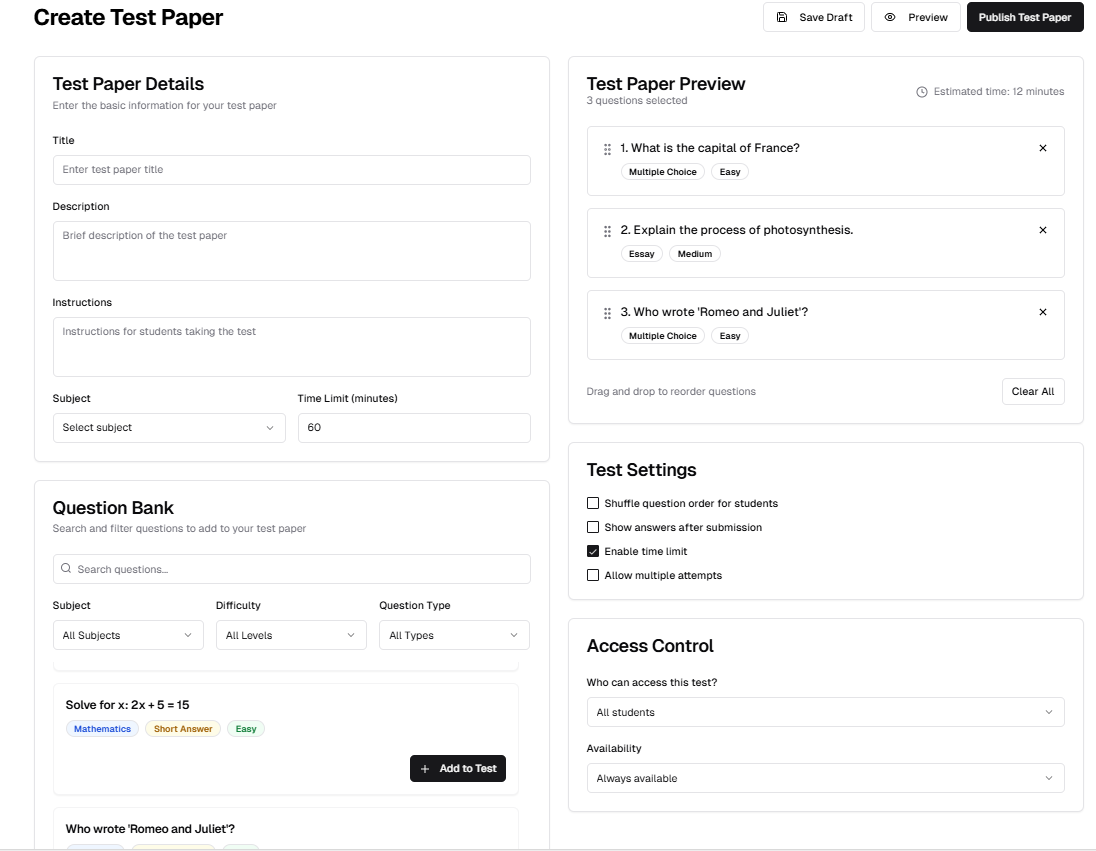 Create Test Paper
Save Draft
Preview
Publish Test Paper
Test Paper Details
Enter the basic information for your test paper
Title
Enter test paper title
Description
Brief description of the test paper
Instructions
Instructions for students taking the test
Subject
Time Limit (minutes)
Select subject
60
Question Bank
Search and filter questions to add to your test paper
Search questions...
Subject
Difficulty
Question Type
All Subjects
All Levels
All Types
Solve for x: 2x + 5 = 15
Mathematics
Short Answer
Easy
Add to Test
Who wrote 'Romeo and Juliet'?
Test Paper Preview
3 questions selected
Estimated time: 12 minutes
1. What is the capital of France?
Multiple Choice
Easy
2. Explain the process of photosynthesis.
Essay
Medium
3. Who wrote 'Romeo and Juliet'?
Multiple Choice
Easy
Drag and drop to reorder questions
Clear All
Test Settings
Shuffle question order for students
Show answers after submission
Enable time limit
Allow multiple attempts
Access Control
Who can access this test?
All students
Availability
Always available